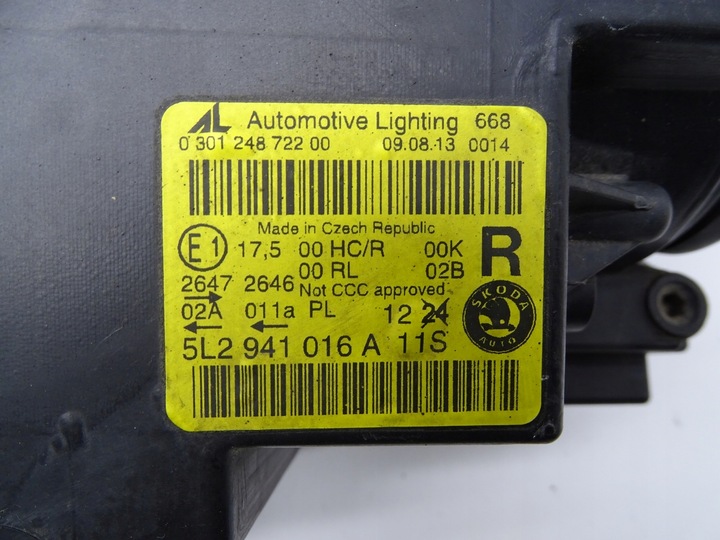 AL Automotive Lighting 668
0 301 248 722 00 09.08.13 0014
Made in Czech Republic
E1 17,5 00 HC/R 00K R
00 RL 02B
2647 2646 Not CCC approved
02A 011a PL 12 24
5L2 941 016 A 11S
SKODA
AUTO